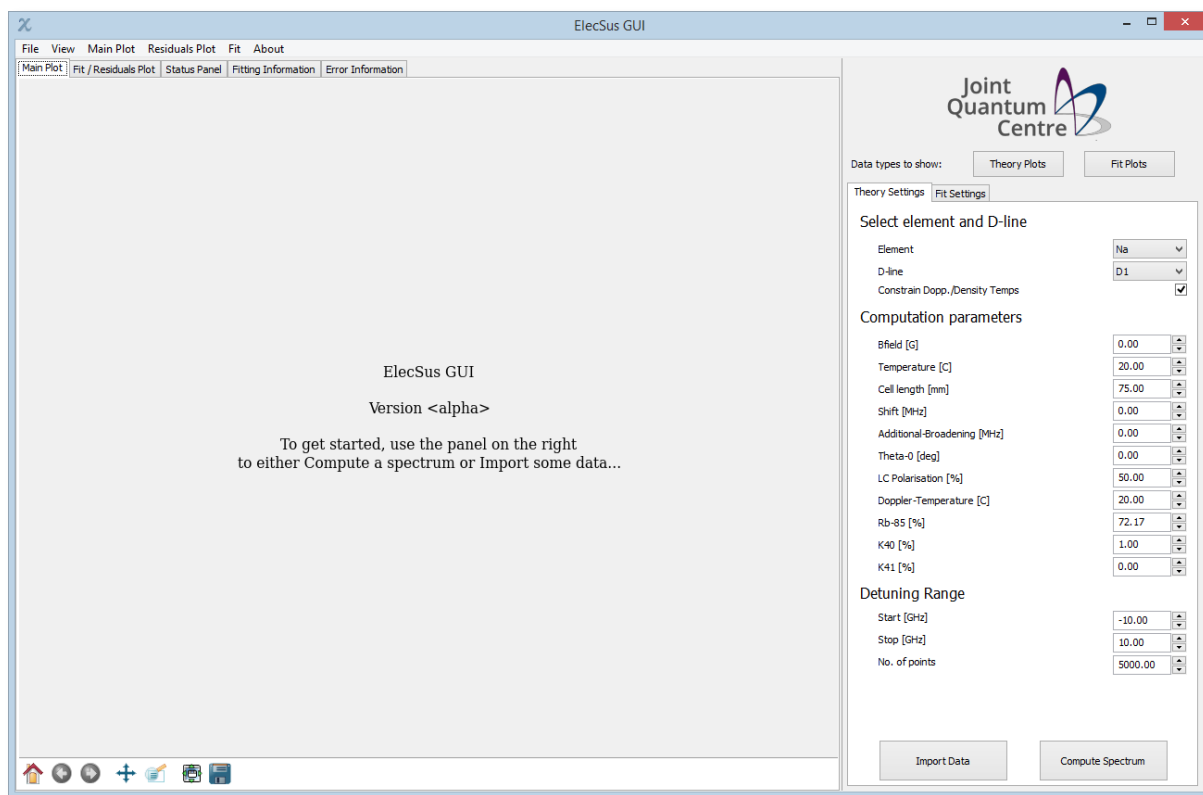 ElecSus GUI
File View Main Plot Residuals Plot Fit About
Main Plot Fit / Residuals Plot Status Panel Fitting Information Error Information
ElecSus GUI
Version <alpha>
To get started, use the panel on the right
to either Compute a spectrum or Import some data...
Joint
Quantum
Centre
Data types to show: Theory Plots Fit Plots
Theory Settings Fit Settings
Select element and D-line
Element Na
D-line D1
Constrain Dopp./Density Temps
Computation parameters
Bfield [G] 0.00
Temperature [C] 20.00
Cell length [mm] 75.00
Shift [MHz] 0.00
Additional-Broadening [MHz] 0.00
Theta-0 [deg] 0.00
LC Polarisation [%] 50.00
Doppler-Temperature [C] 20.00
Rb-85 [%] 72.17
K40 [%] 1.00
K41 [%] 0.00
Detuning Range
Start [GHz] -10.00
Stop [GHz] 10.00
No. of points 5000.00
Import Data Compute Spectrum